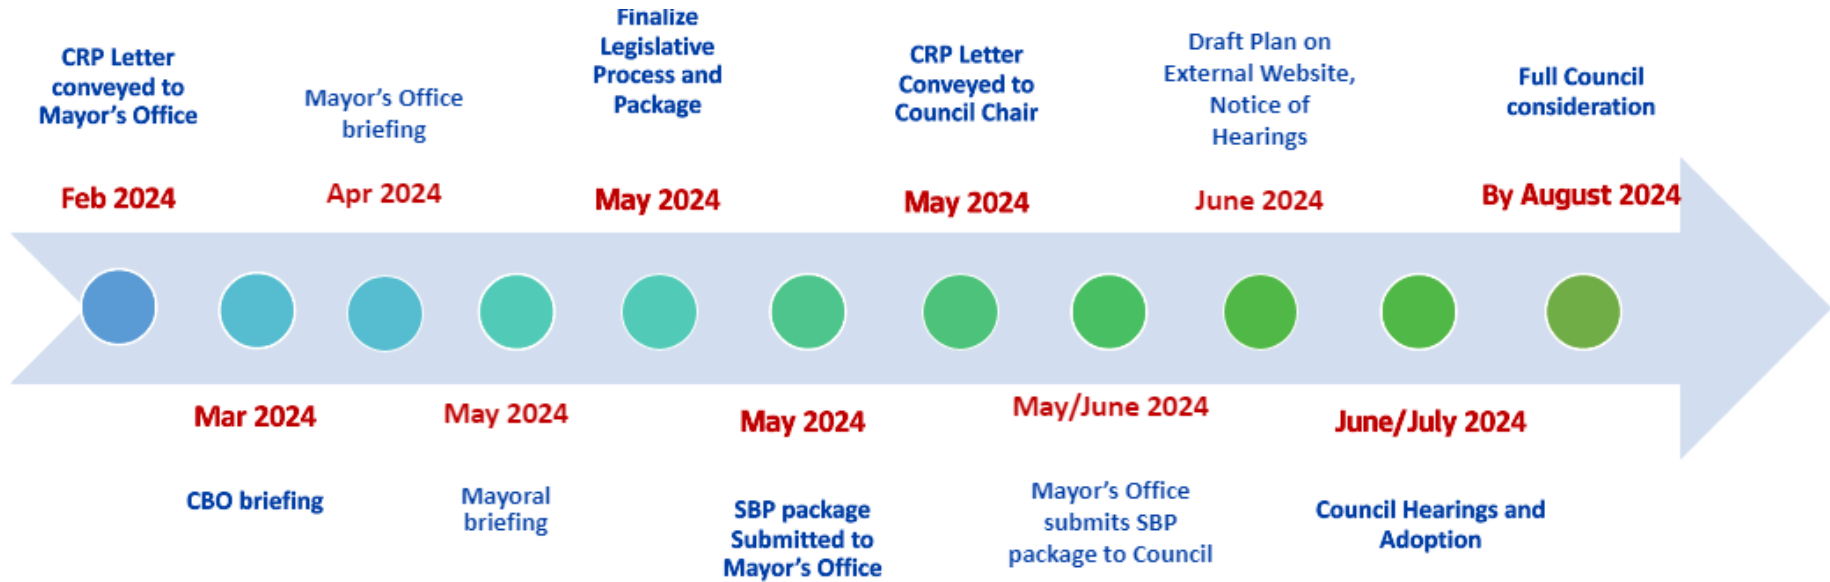 CRP Letter
conveyed to
Mayor's Office
Feb 2024
Mar 2024
CBO briefing
Mayor's Office
briefing
Apr 2024
May 2024
Mayoral
briefing
Finalize
Legislative
Process and
Package
May 2024
May 2024
SBP package
Submitted to
Mayor's Office
CRP Letter
Conveyed to
Council Chair
May 2024
May/June 2024
Mayor's Office
submits SBP
package to Council
Draft Plan on
External Website,
Notice of
Hearings
June 2024
June/July 2024
Council Hearings and
Adoption
Full Council
consideration
By August 2024